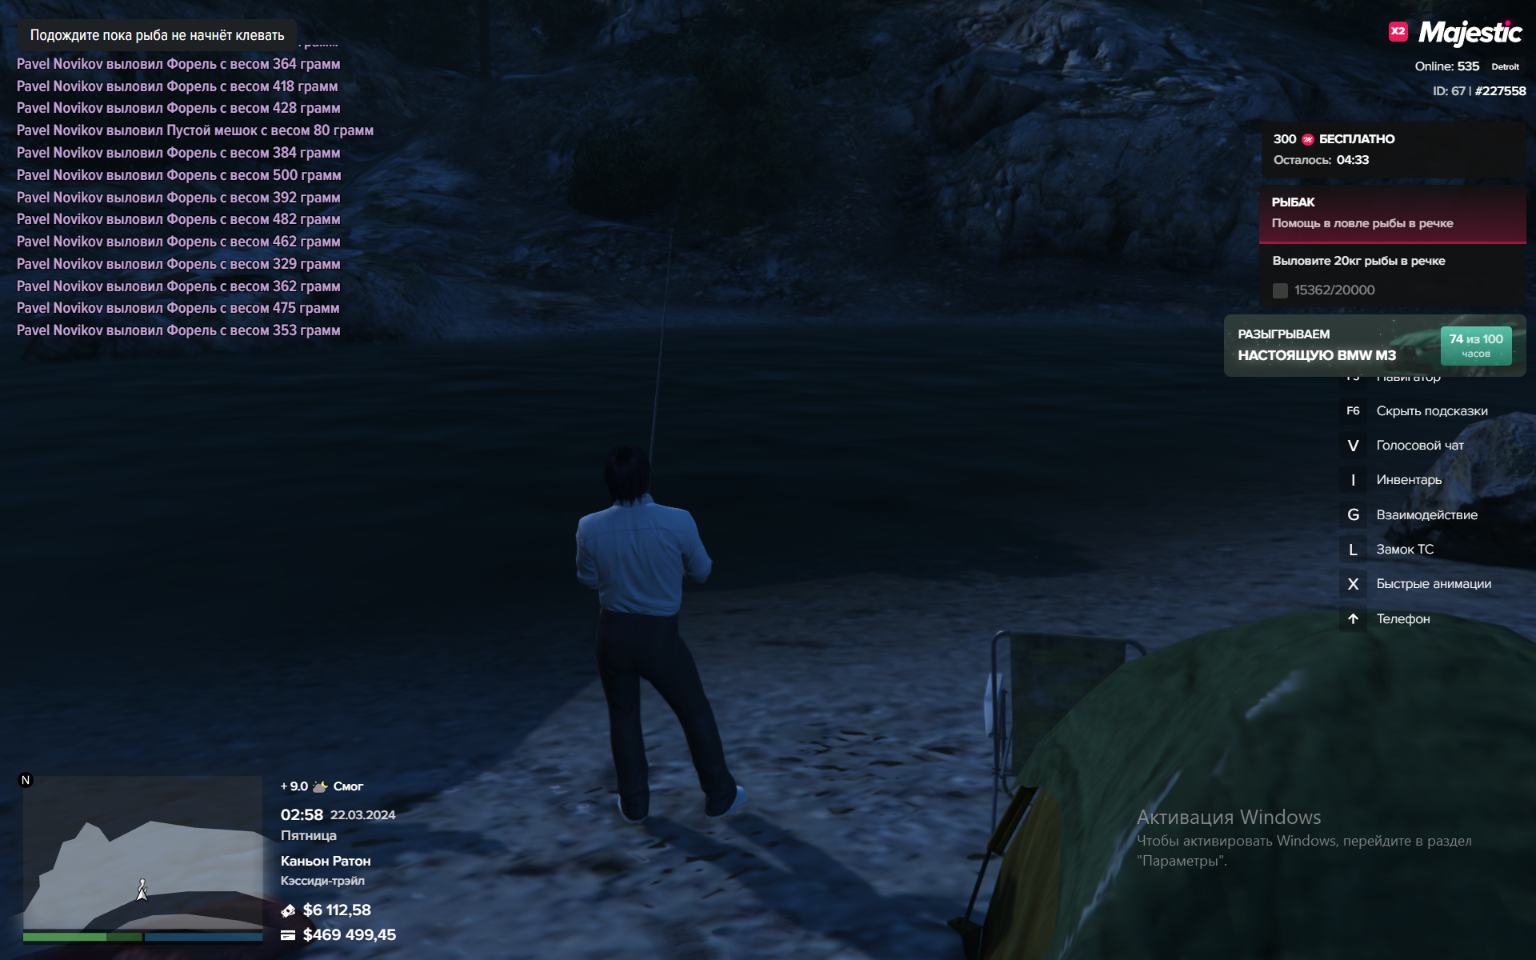 Подождите пока рыба не начнёт клевать
Pavel Novikov выловил Форель с весом 364 грамм
Pavel Novikov выловил Форель с весом 418 грамм
Pavel Novikov выловил Форель с весом 428 грамм
Pavel Novikov выловил Пустой мешок с весом 80 грамм
Pavel Novikov выловил Форель с весом 384 грамм
Pavel Novikov выловил Форель с весом 500 грамм
Pavel Novikov выловил Форель с весом 392 грамм
Pavel Novikov выловил Форель с весом 482 грамм
Pavel Novikov выловил Форель с весом 462 грамм
Pavel Novikov выловил Форель с весом 329 грамм
Pavel Novikov выловил Форель с весом 362 грамм
Pavel Novikov выловил Форель с весом 475 грамм
Pavel Novikov выловил Форель с весом 353 грамм
X2 Majestic
Online: 535 Detroit
ID: 67 | #227558
300 БЕСПЛАТНО
Осталось: 04:33
РЫБАК
Помощь в ловле рыбы в речке
Выловите 20кг рыбы в речке
15362/20000
РАЗЫГРЫВАЕМ
НАСТОЯЩУЮ BMW M3
74 из 100
часов
Навигатор
F6 Скрыть подсказки
V Голосовой чат
I Инвентарь
G Взаимодействие
L Замок ТС
X Быстрые анимации
↑ Телефон
N
+ 9.0 Смог
02:58 22.03.2024
Пятница
Каньон Ратон
Кэссиди-трэйл
$6 112,58
$469 499,45
Активация Windows
Чтобы активировать Windows, перейдите в раздел
"Параметры".